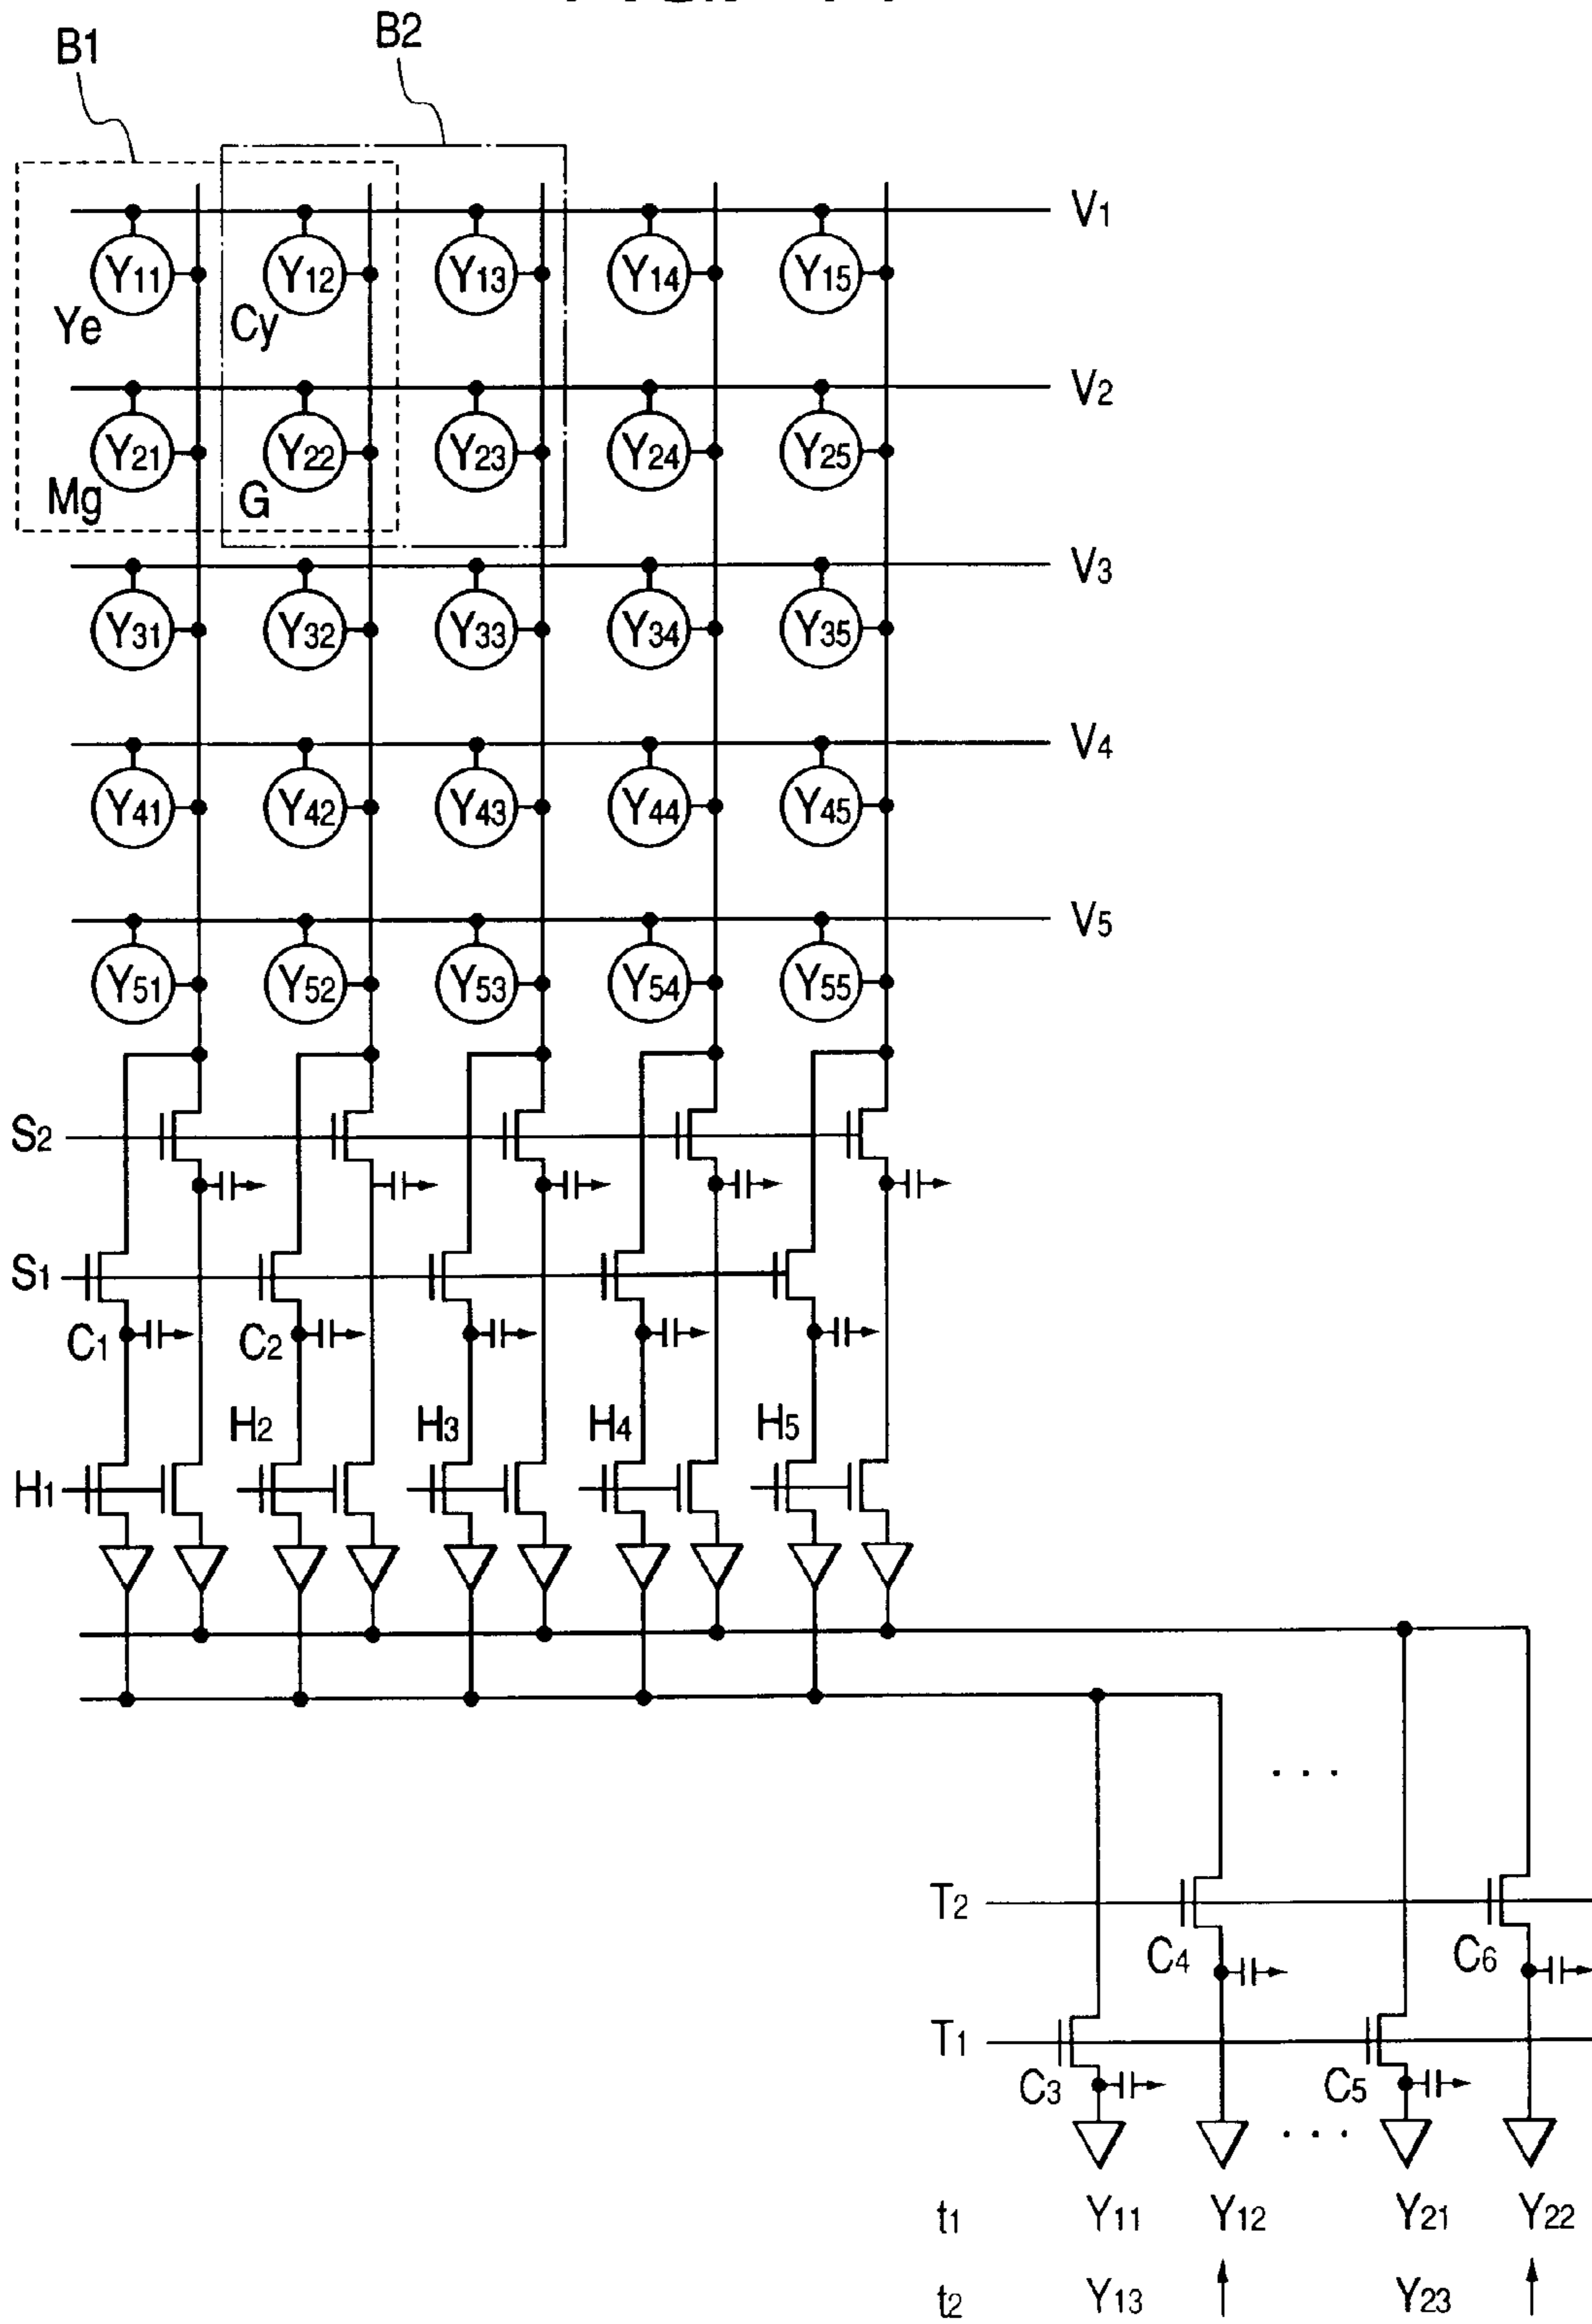 B1
B2
Y11 Y12 Y13 Y14 Y15 V1
Ye Cy
V2
Y21 Y22 Y23 Y24 Y25
Mg G
V3
Y31 Y32 Y33 Y34 Y35
V4
Y41 Y42 Y43 Y44 Y45
V5
Y51 Y52 Y53 Y54 Y55
S2
S1
C1 C2
H2 H3 H4 H5
H1
. . .
T2
C4 C6
T1
C3 C5
. . .
t1 Y11 Y12 Y21 Y22
t2 Y13 ↑ Y23 ↑